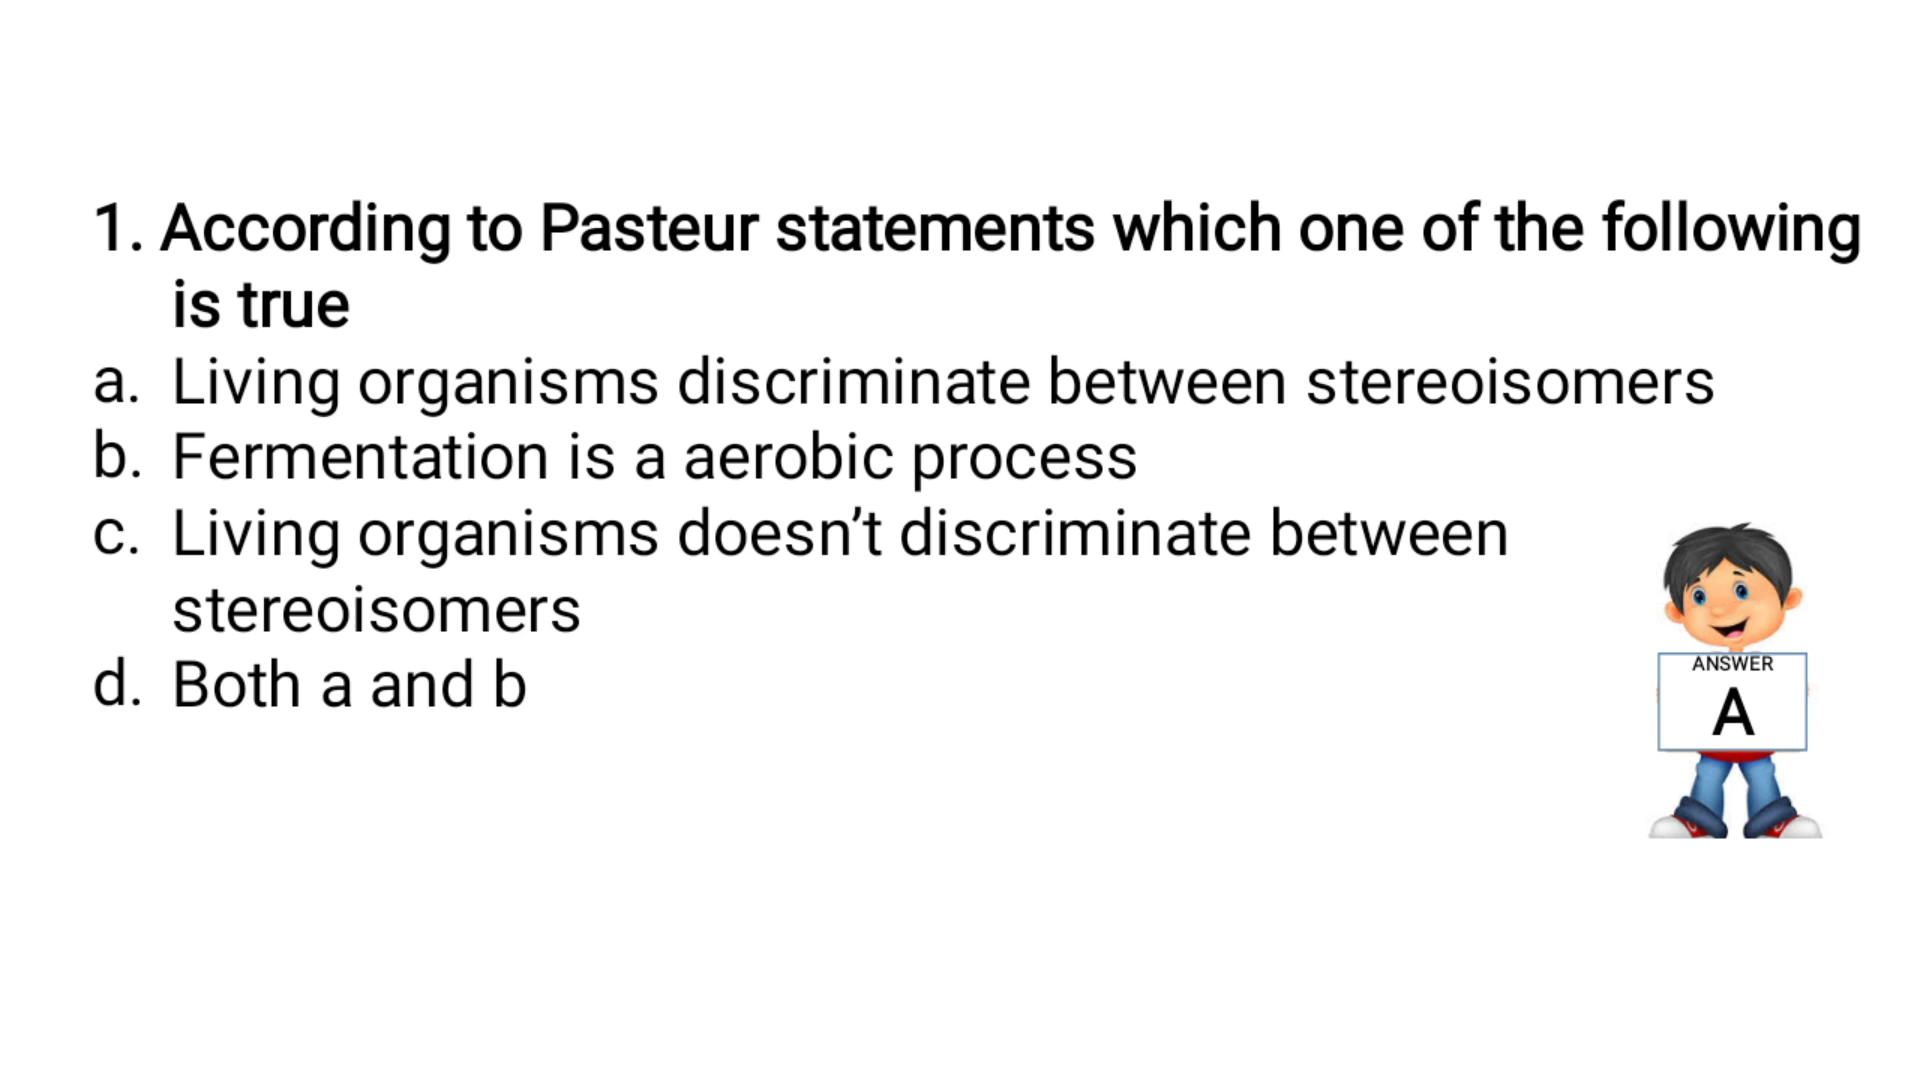 1. According to Pasteur statements which one of the following
is true
a. Living organisms discriminate between stereoisomers
b. Fermentation is a aerobic process
c. Living organisms doesn’t discriminate between
stereoisomers
d. Both a and b
ANSWER
A